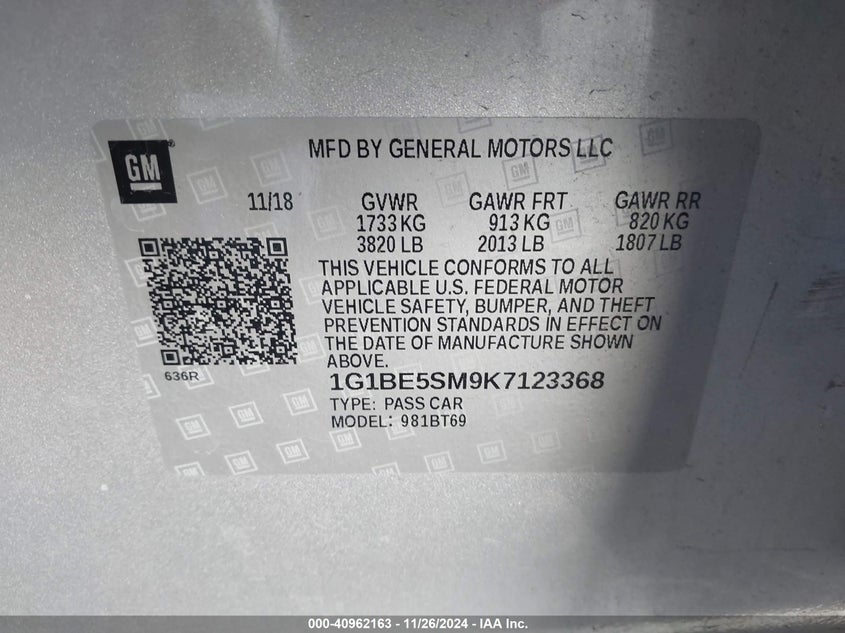 GM
MFD BY GENERAL MOTORS LLC
11/18 GVWR GAWR FRT GAWR RR
1733 KG 913 KG 820 KG
3820 LB 2013 LB 1807 LB
THIS VEHICLE CONFORMS TO ALL
APPLICABLE U.S. FEDERAL MOTOR
VEHICLE SAFETY, BUMPER, AND THEFT
PREVENTION STANDARDS IN EFFECT ON
THE DATE OF MANUFACTURE SHOWN
ABOVE.
636R
1G1BE5SM9K7123368
TYPE: PASS CAR
MODEL: 981BT69
000-40962163 - 11/26/2024 - IAA Inc.